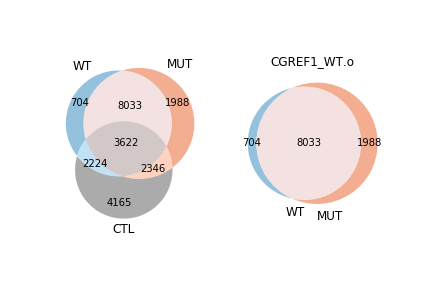 WT
MUT
704
8033
1988
3622
2224
2346
4165
CTL
CGREF1_WT.o
704
8033
1988
WT
MUT